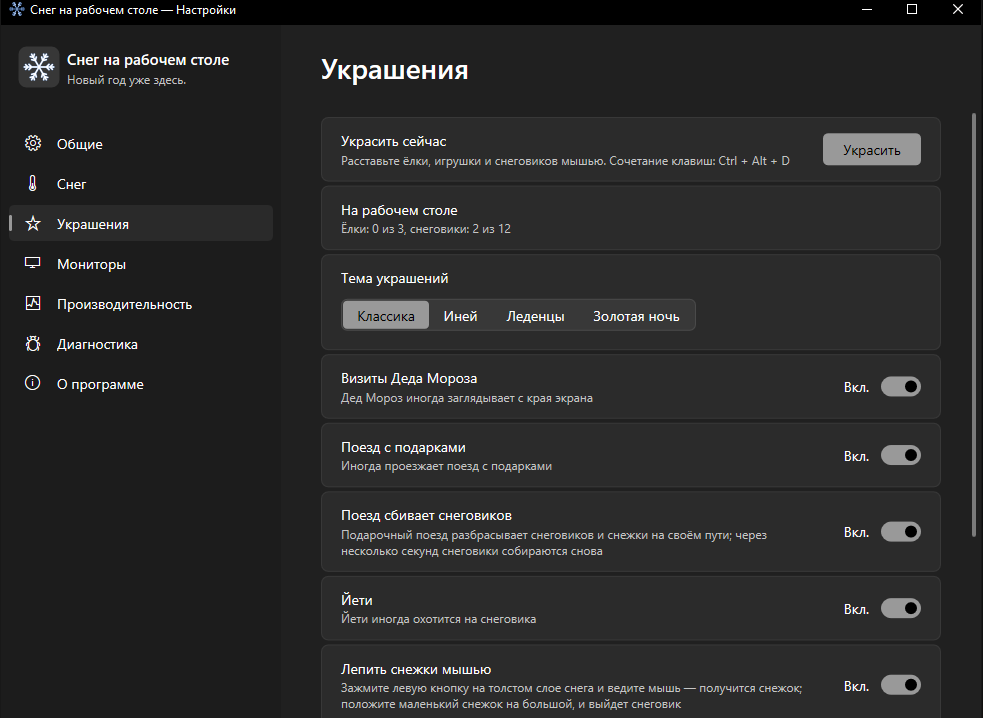 Снег на рабочем столе — Настройки
Снег на рабочем столе
Новый год уже здесь.
Общие
Снег
Украшения
Мониторы
Производительность
Диагностика
О программе
Украшения
Украсить сейчас
Расставьте ёлки, игрушки и снеговиков мышью. Сочетание клавиш: Ctrl + Alt + D
Украсить
На рабочем столе
Ёлки: 0 из 3, снеговики: 2 из 12
Тема украшений
Классика Иней Леденцы Золотая ночь
Визиты Деда Мороза
Дед Мороз иногда заглядывает с края экрана
Вкл.
Поезд с подарками
Иногда проезжает поезд с подарками
Вкл.
Поезд сбивает снеговиков
Подарочный поезд разбрасывает снеговиков и снежки на своём пути; через
несколько секунд снеговики собираются снова
Вкл.
Йети
Йети иногда охотится на снеговика
Вкл.
Лепить снежки мышью
Зажмите левую кнопку на толстом слое снега и ведите мышь — получится снежок;
положите маленький снежок на большой, и выйдет снеговик
Вкл.